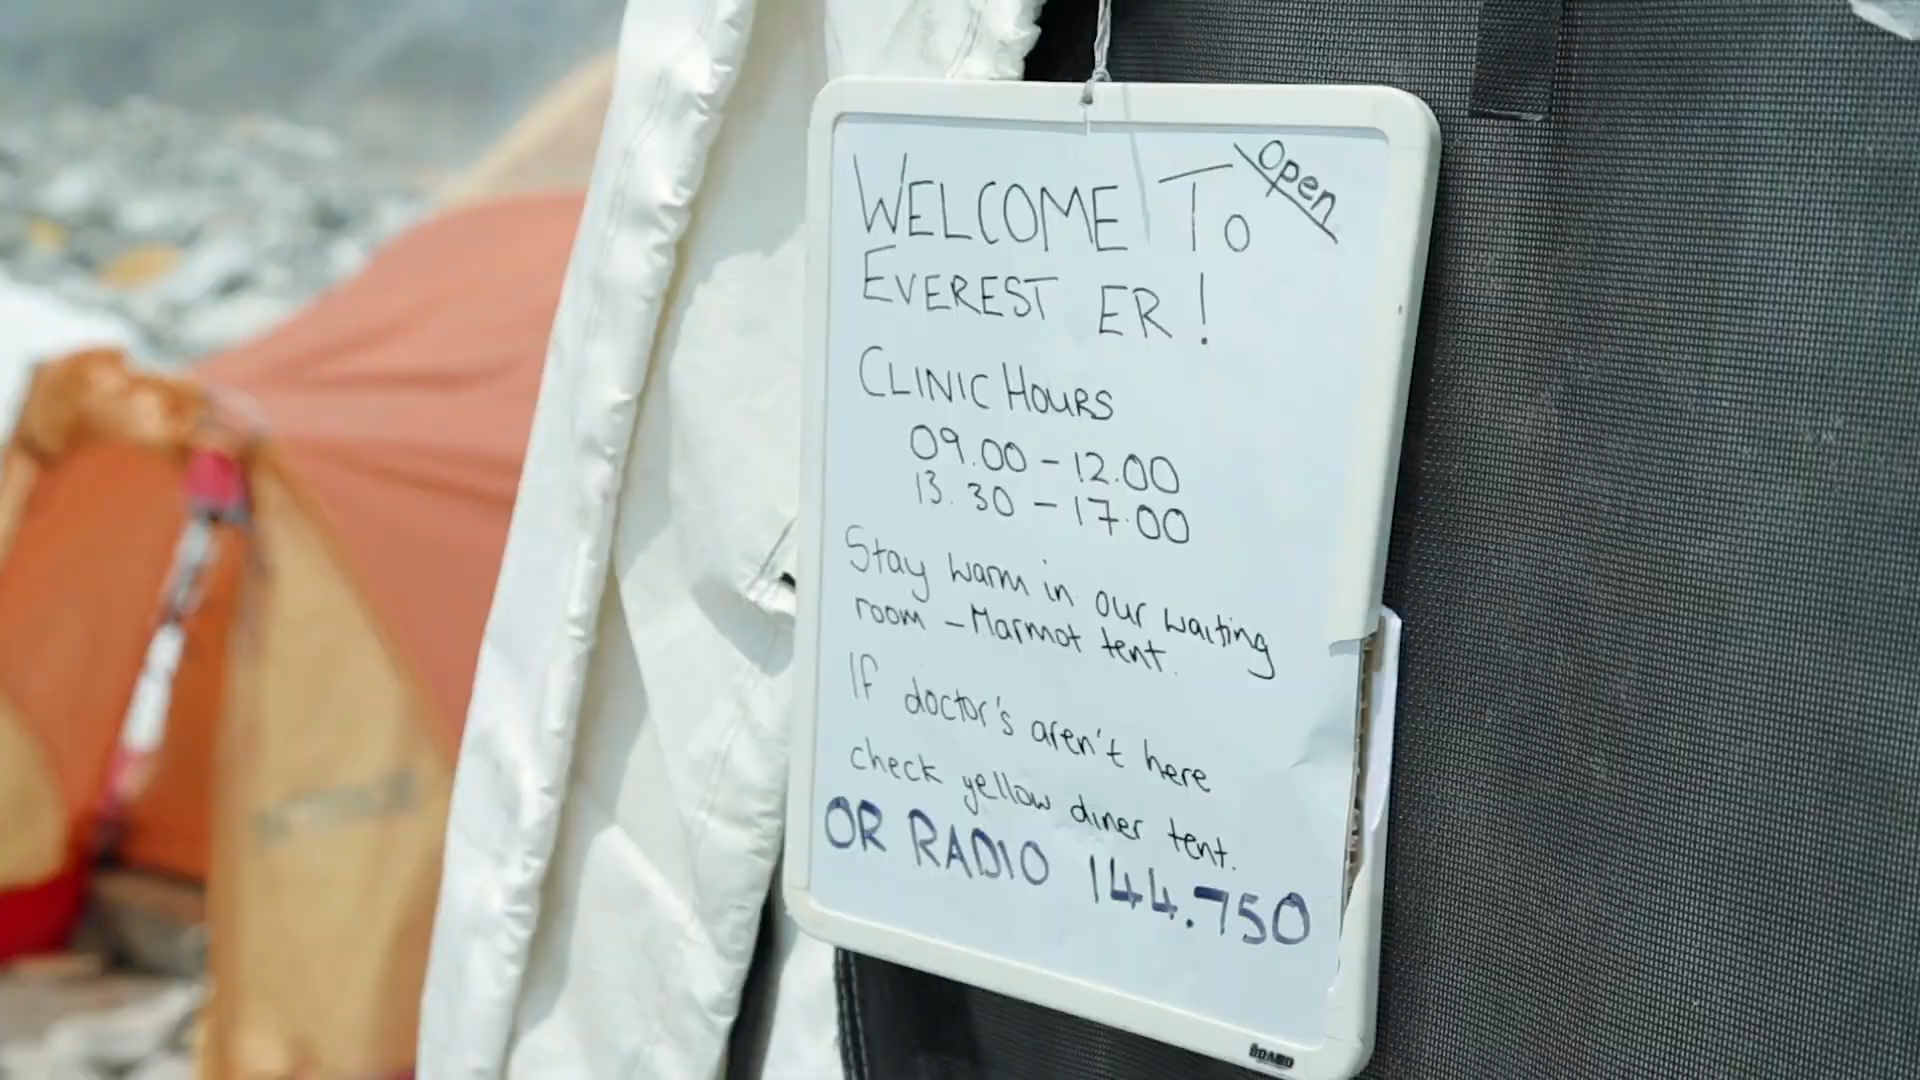 Open
WELCOME To
EVEREST ER!
CLINIC HOURS
09.00 - 12.00
13.30 - 17.00
Stay warm in our waiting
room - Marmot tent.
If doctor's aren't here
check yellow diner tent.
OR RADIO 144.750
BOARD